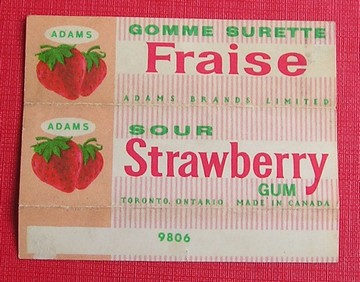 ADAMS
GOMME SURETTE
Fraise
ADAMS BRANDS LIMITED
ADAMS
SOUR
Strawberry
GUM
TORONTO, ONTARIO MADE IN CANADA
9806